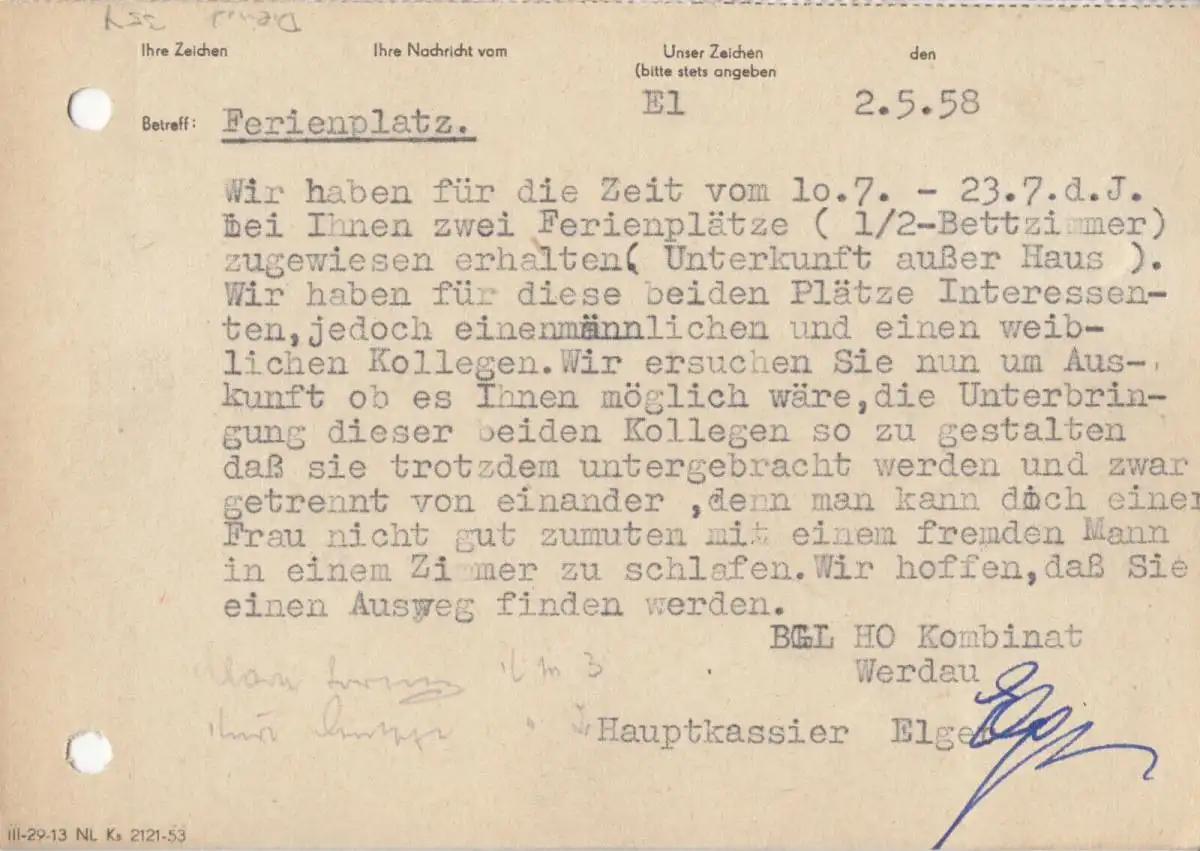 Ihre Zeichen Ihre Nachricht vom Unser Zeichen den
(bitte stets angeben
El 2.5.58
Betreff: Ferienplatz.
Wir haben für die Zeit vom lo.7. - 23.7.d.J.
bei Ihnen zwei Ferienplätze ( 1/2-Bettzimmer)
zugewiesen erhalten( Unterkunft außer Haus ).
Wir haben für diese beiden Plätze Interessen-
ten,jedoch einenmännlichen und einen weib-
lichen Kollegen.Wir ersuchen Sie nun um Aus-
kunft ob es Ihnen möglich wäre,die Unterbrin-
gung dieser beiden Kollegen so zu gestalten
daß sie trotzdem untergebracht werden und zwar
getrennt von einander ,denn man kann doch einer
Frau nicht gut zumuten mit einem fremden Mann
in einem Zimmer zu schlafen.Wir hoffen,daß Sie
einen Ausweg finden werden.
BGL HO Kombinat
Werdau
Hauptkassier Elger
III-29-13 NL Ks 2121-53